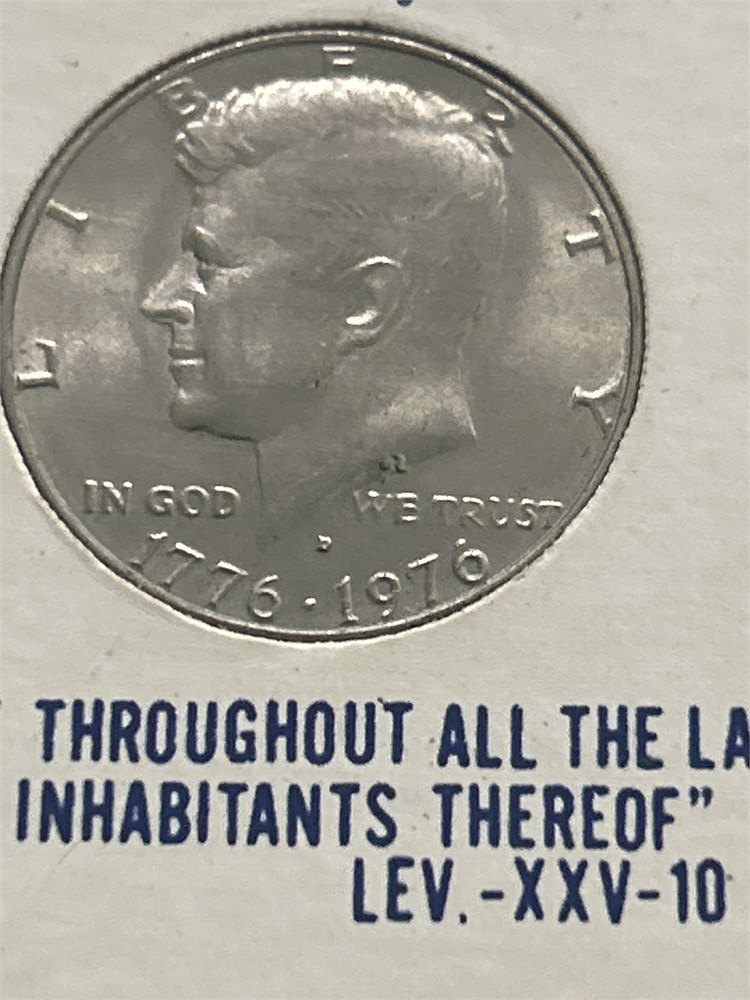 LIBERTY
IN GOD WE TRUST
D
1776 · 1976
THROUGHOUT ALL THE LA
INHABITANTS THEREOF”
LEV.-XXV-10